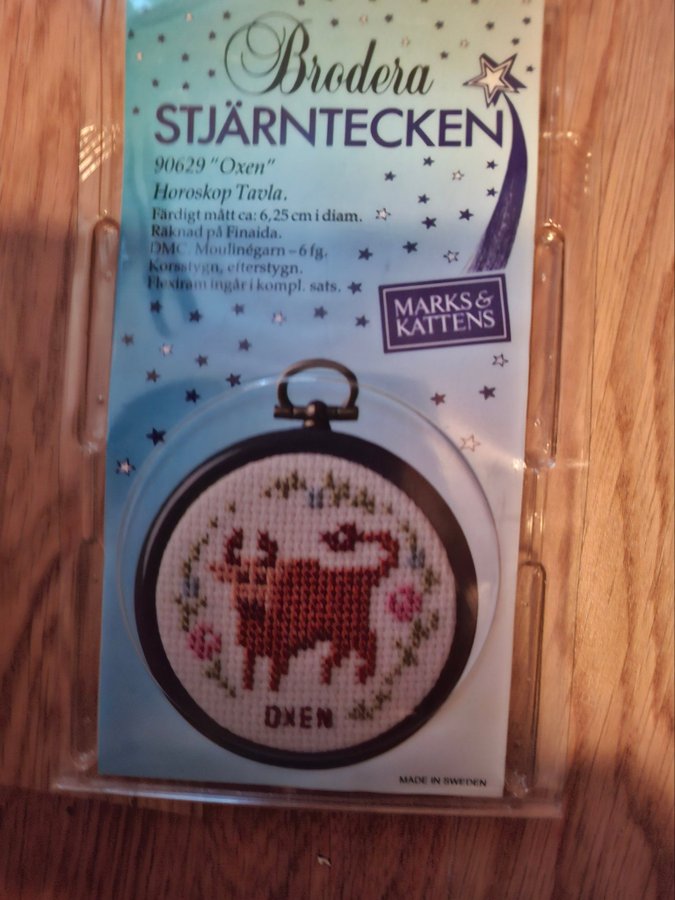 Brodera
STJÄRNTECKEN
90629 "Oxen"
Horoskop Tavla.
Färdigt mått ca: 6,25 cm i diam.
Räknad på Finaida.
DMC. Moulinégarn – 6 fg.
Korsstygn, efterstygn.
Flexiram ingår i kompl. sats.
MARKS &
KATTENS
OXEN
MADE IN SWEDEN